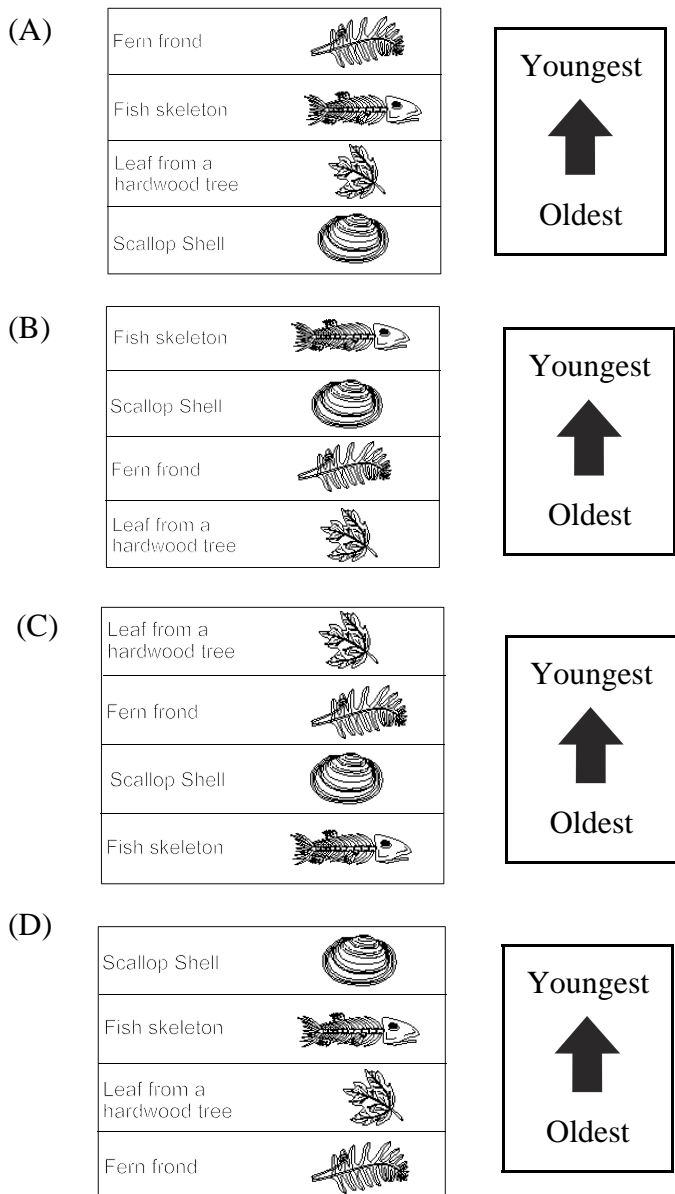 (A)
Fern frond
Fish skeleton
Leaf from a
hardwood tree
Scallop Shell
Youngest
Oldest
(B)
Fish skeleton
Scallop Shell
Fern frond
Leaf from a
hardwood tree
Youngest
Oldest
(C)
Leaf from a
hardwood tree
Fern frond
Scallop Shell
Fish skeleton
Youngest
Oldest
(D)
Scallop Shell
Fish skeleton
Leaf from a
hardwood tree
Fern frond
Youngest
Oldest